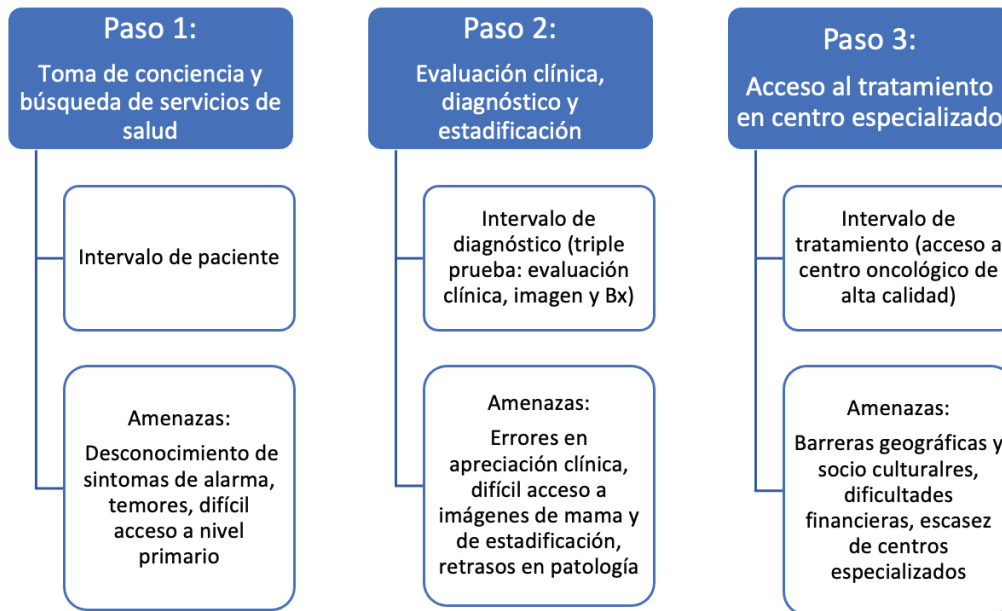 Paso 1:
Toma de conciencia y
búsqueda de servicios de
salud
Intervalo de paciente
Amenazas:
Desconocimiento de
sintomas de alarma,
temores, difícil
acceso a nivel
primario
Paso 2:
Evaluación clínica,
diagnóstico y
estadificación
Intervalo de
diagnóstico (triple
prueba: evaluación
clínica, imagen y Bx)
Amenazas:
Errores en
apreciación clínica,
difícil acceso a
imágenes de mama y
de estadificación,
retrasos en patología
Paso 3:
Acceso al tratamiento
en centro especializado
Intervalo de
tratamiento (acceso a
centro oncológico de
alta calidad)
Amenazas:
Barreras geográficas y
socio culturalres,
dificultades
financieras, escasez
de centros
especializados